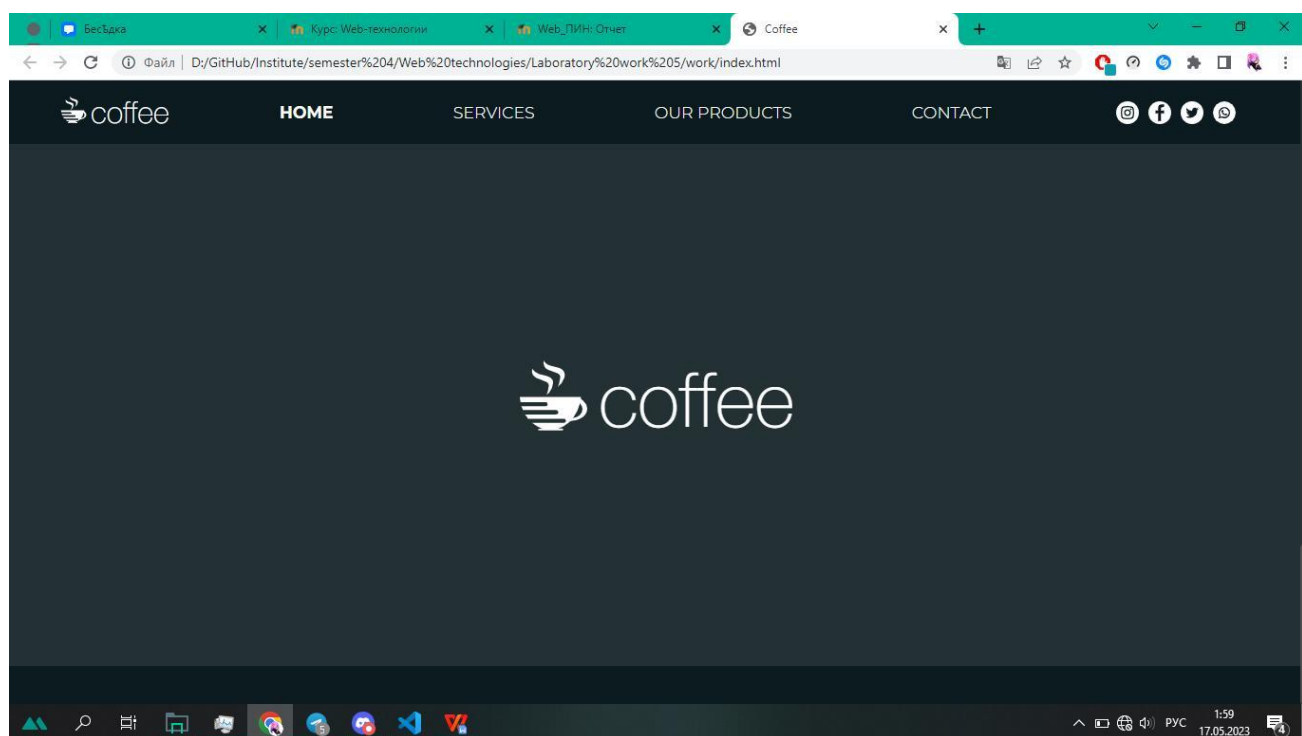 БесЪдка
Курс: Web-технологии
Web_ПИН: Отчет
Coffee
Файл | D:/GitHub/Institute/semester%204/Web%20technologies/Laboratory%20work%205/work/index.html
coffee HOME SERVICES OUR PRODUCTS CONTACT
coffee
РУС 1:59
17.05.2023
4